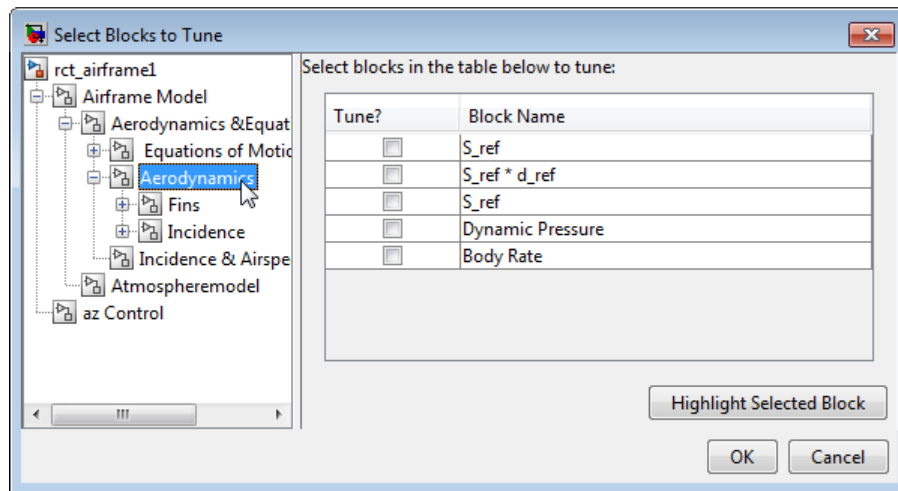 Select Blocks to Tune
rct_airframe1
Airframe Model
Aerodynamics &Equat
Equations of Motic
Aerodynamics
Fins
Incidence
Incidence & Airspe
Atmospheremodel
az Control
Select blocks in the table below to tune:
Tune? Block Name
S_ref
S_ref * d_ref
S_ref
Dynamic Pressure
Body Rate
Highlight Selected Block
OK Cancel